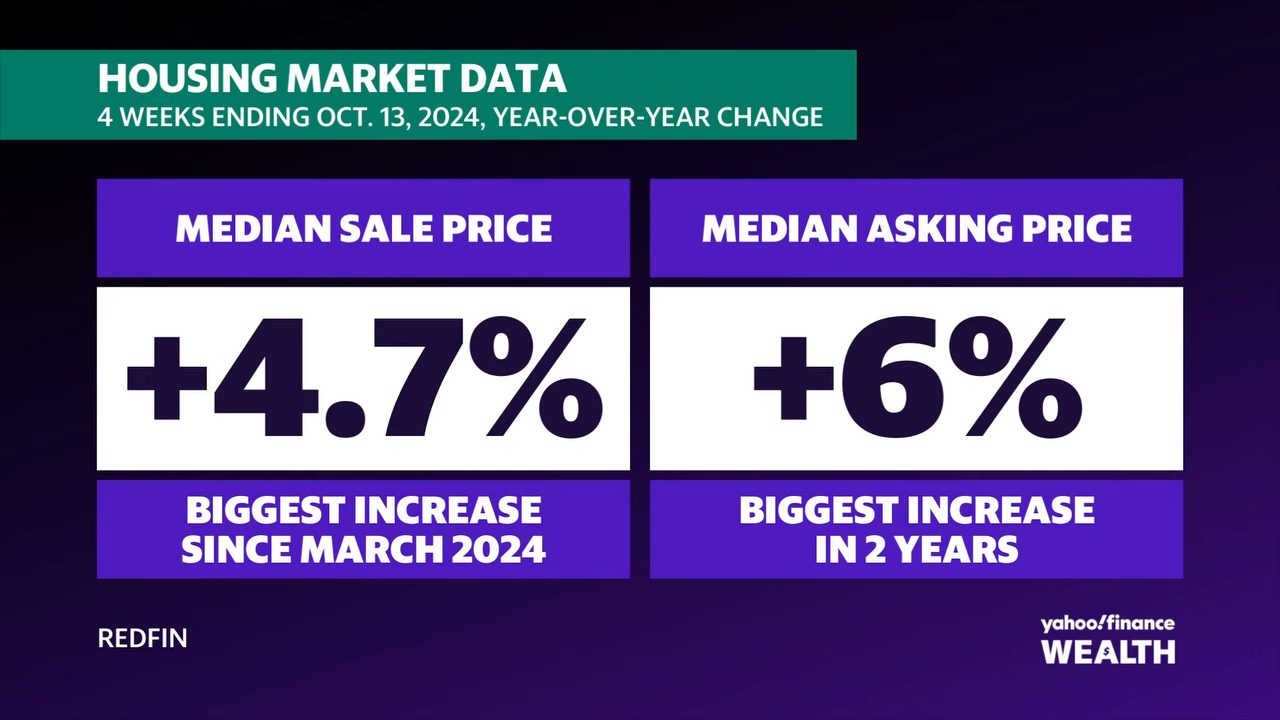 HOUSING MARKET DATA
4 WEEKS ENDING OCT. 13, 2024, YEAR-OVER-YEAR CHANGE
MEDIAN SALE PRICE
+4.7%
BIGGEST INCREASE
SINCE MARCH 2024
MEDIAN ASKING PRICE
+6%
BIGGEST INCREASE
IN 2 YEARS
REDFIN
yahoo!finance
WEALTH